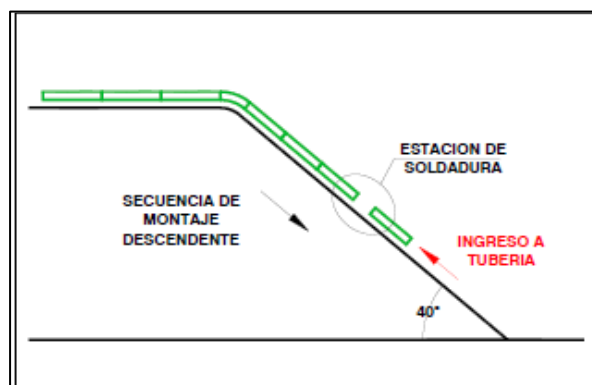 ESTACION DE
SOLDADURA
SECUENCIA DE
MONTAJE
DESCENDENTE
INGRESO A
TUBERIA
40°